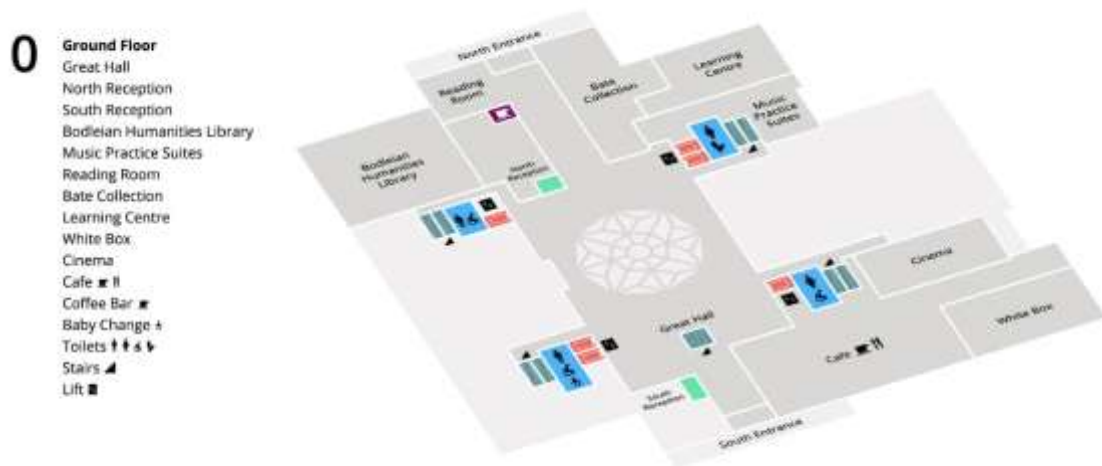 0
Ground Floor
Great Hall
North Reception
South Reception
Bodleian Humanities Library
Music Practice Suites
Reading Room
Bate Collection
Learning Centre
White Box
Cinema
Cafe
Coffee Bar
Baby Change
Toilets
Stairs
Lift
North Entrance
Reading
Room
Bate
Collection
Learning
Centre
Music
Practice
Suites
Bodleian
Humanities
Library
North
Reception
Cinema
White Box
Great Hall
Cafe
South
Reception
South Entrance